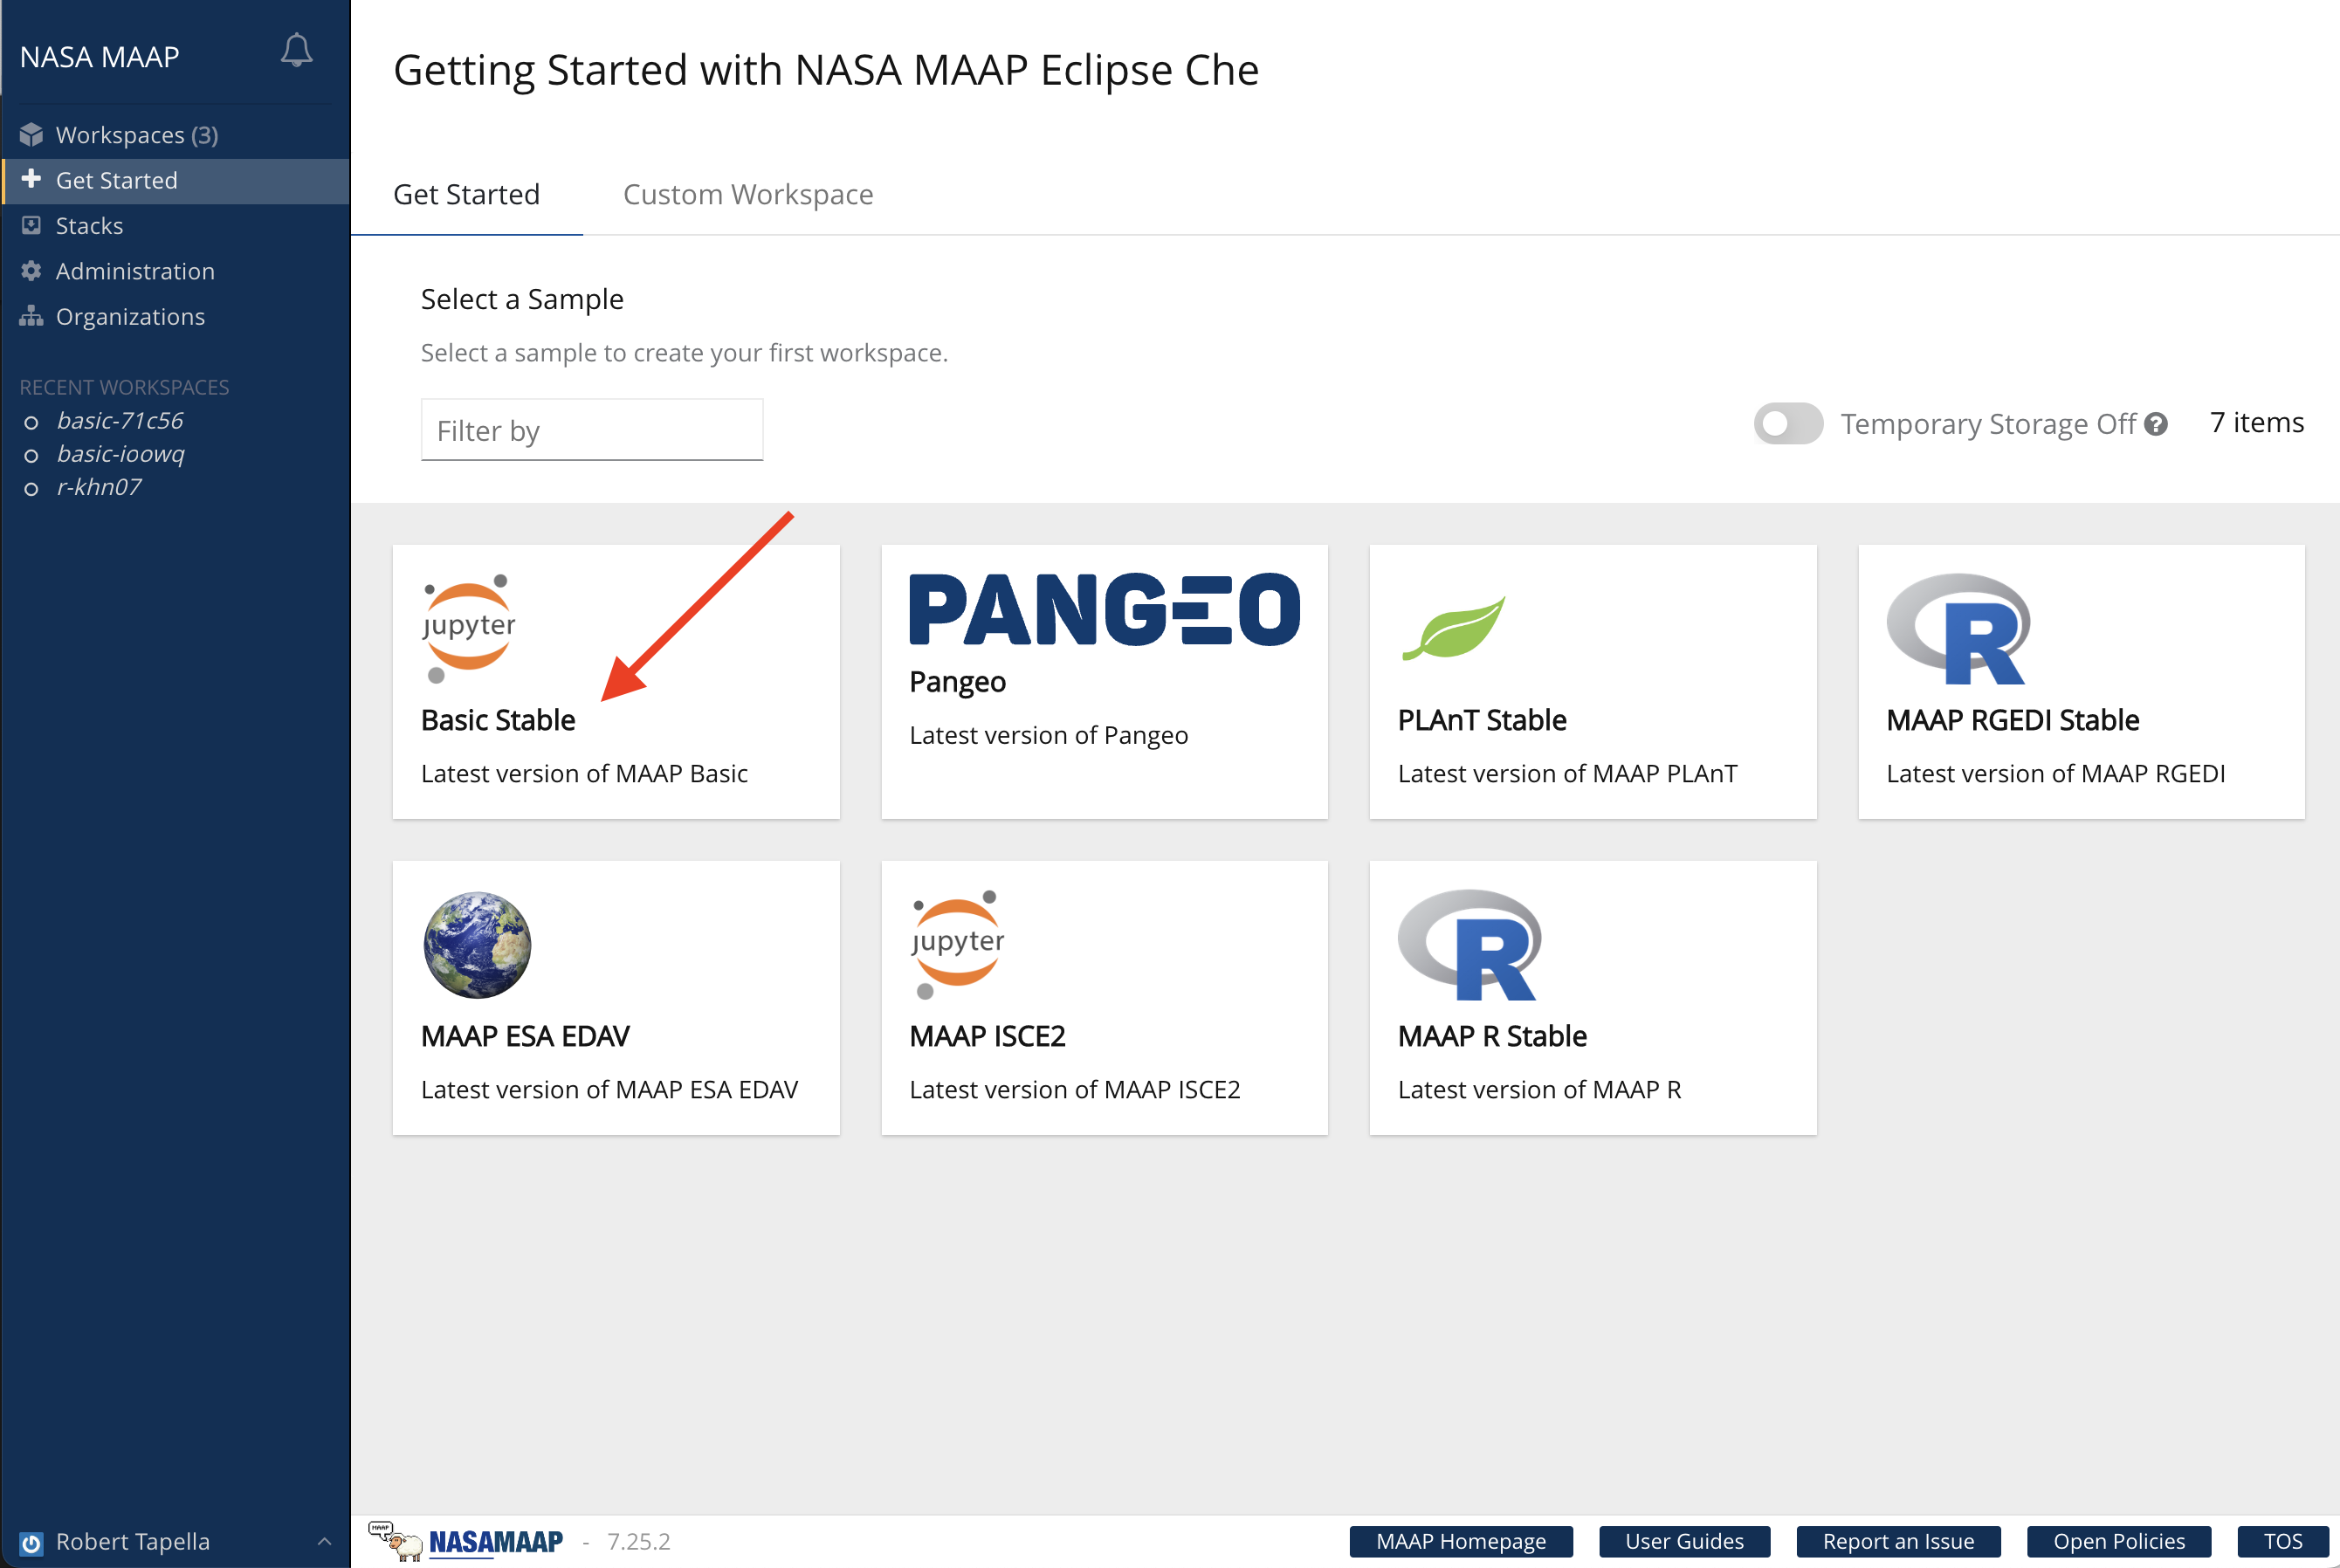 NASA MAAP
Workspaces (3)
Get Started
Stacks
Administration
Organizations
RECENT WORKSPACES
basic-71c56
basic-ioowq
r-khn07
Robert Tapella
Getting Started with NASA MAAP Eclipse Che
Get Started Custom Workspace
Select a Sample
Select a sample to create your first workspace.
Filter by
Temporary Storage Off ? 7 items
jupyter
Basic Stable
Latest version of MAAP Basic
PANGEO
Pangeo
Latest version of Pangeo
PLAnT Stable
Latest version of MAAP PLAnT
R
MAAP RGEDI Stable
Latest version of MAAP RGEDI
MAAP ESA EDAV
Latest version of MAAP ESA EDAV
jupyter
MAAP ISCE2
Latest version of MAAP ISCE2
R
MAAP R Stable
Latest version of MAAP R
MAAP
NASAMAAP - 7.25.2
MAAP Homepage User Guides Report an Issue Open Policies TOS